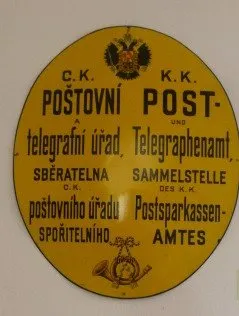 C.K. K.K.
POŠTOVNÍ POST-
A UND
telegrafní úřad, Telegraphenamt,
SBĚRATELNA SAMMELSTELLE
C.K. DES K.K.
poštovního úřadu Postsparkassen-
SPOŘITELNÍHO AMTES